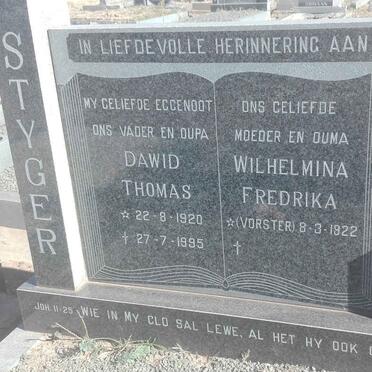 STYGER
IN LIEFDEVOLLE HERINNERING AAN
MY GELIEFDE EGGENOOT
ONS VADER EN OUPA
DAWID
THOMAS
☆ 22-8-1920
† 27-7-1995
ONS GELIEFDE
MOEDER EN OUMA
WILHELMINA
FREDRIKA
☆ (VORSTER) 8-3-1922
†
JOH. 11-25 WIE IN MY GLO SAL LEWE, AL HET HY OOK